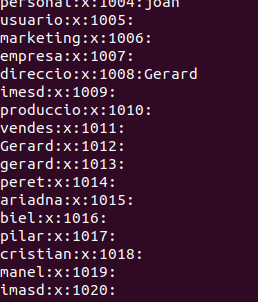 personal:x:1004:joan
usuario:x:1005:
marketing:x:1006:
empresa:x:1007:
direccio:x:1008:Gerard
imesd:x:1009:
produccio:x:1010:
vendes:x:1011:
Gerard:x:1012:
gerard:x:1013:
peret:x:1014:
ariadna:x:1015:
biel:x:1016:
pilar:x:1017:
cristian:x:1018:
manel:x:1019:
imasd:x:1020: